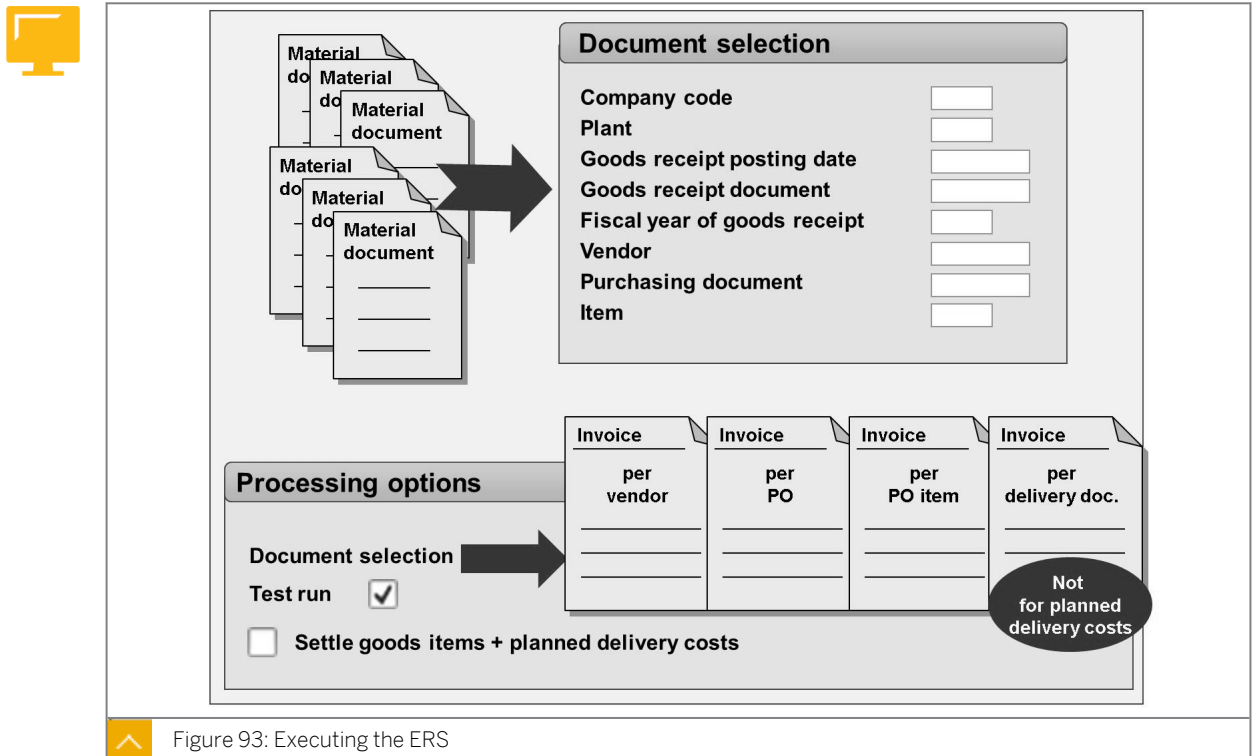 Material
do
Material
do
Material
document
Material
do
Material
do
Material
document
Document selection
Company code
Plant
Goods receipt posting date
Goods receipt document
Fiscal year of goods receipt
Vendor
Purchasing document
Item
Processing options
Document selection
Test run
Settle goods items + planned delivery costs
Invoice
per
vendor
Invoice
per
PO
Invoice
per
PO item
Invoice
per
delivery doc.
Not
for planned
delivery costs
Figure 93: Executing the ERS